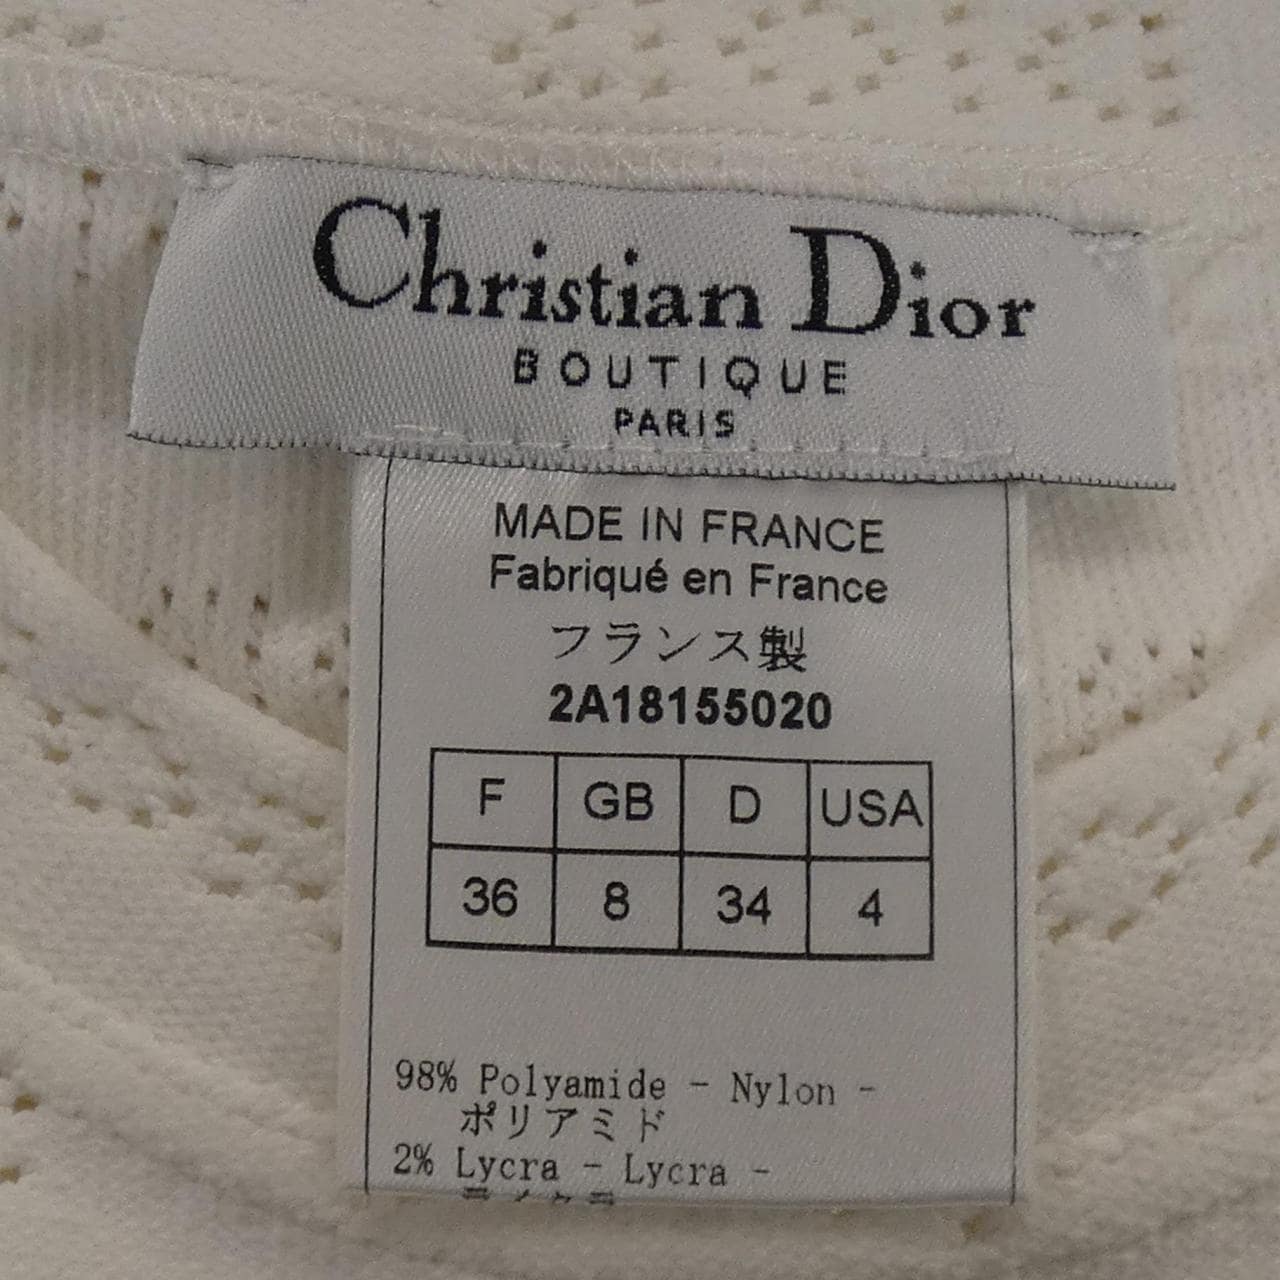 Christian Dior
BOUTIQUE
PARIS
MADE IN FRANCE
Fabriqué en France
フランス製
2A18155020
F GB D USA
36 8 34 4
98% Polyamide - Nylon -
ポリアミド
2% Lycra - Lycra -